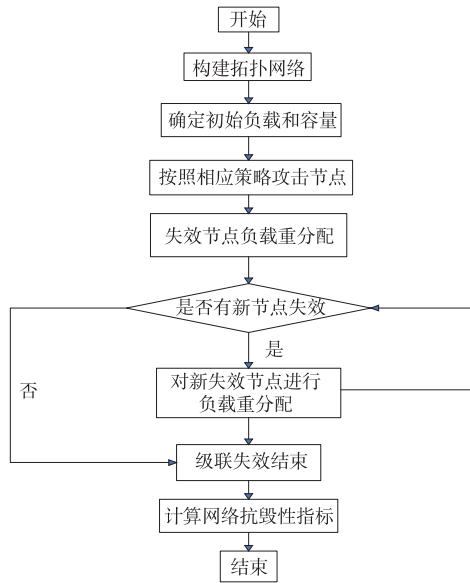 开始
构建拓扑网络
确定初始负载和容量
按照相应策略攻击节点
失效节点负载重分配
是否有新节点失效
是
否
对新失效节点进行
负载重分配
级联失效结束
计算网络抗毁性指标
结束